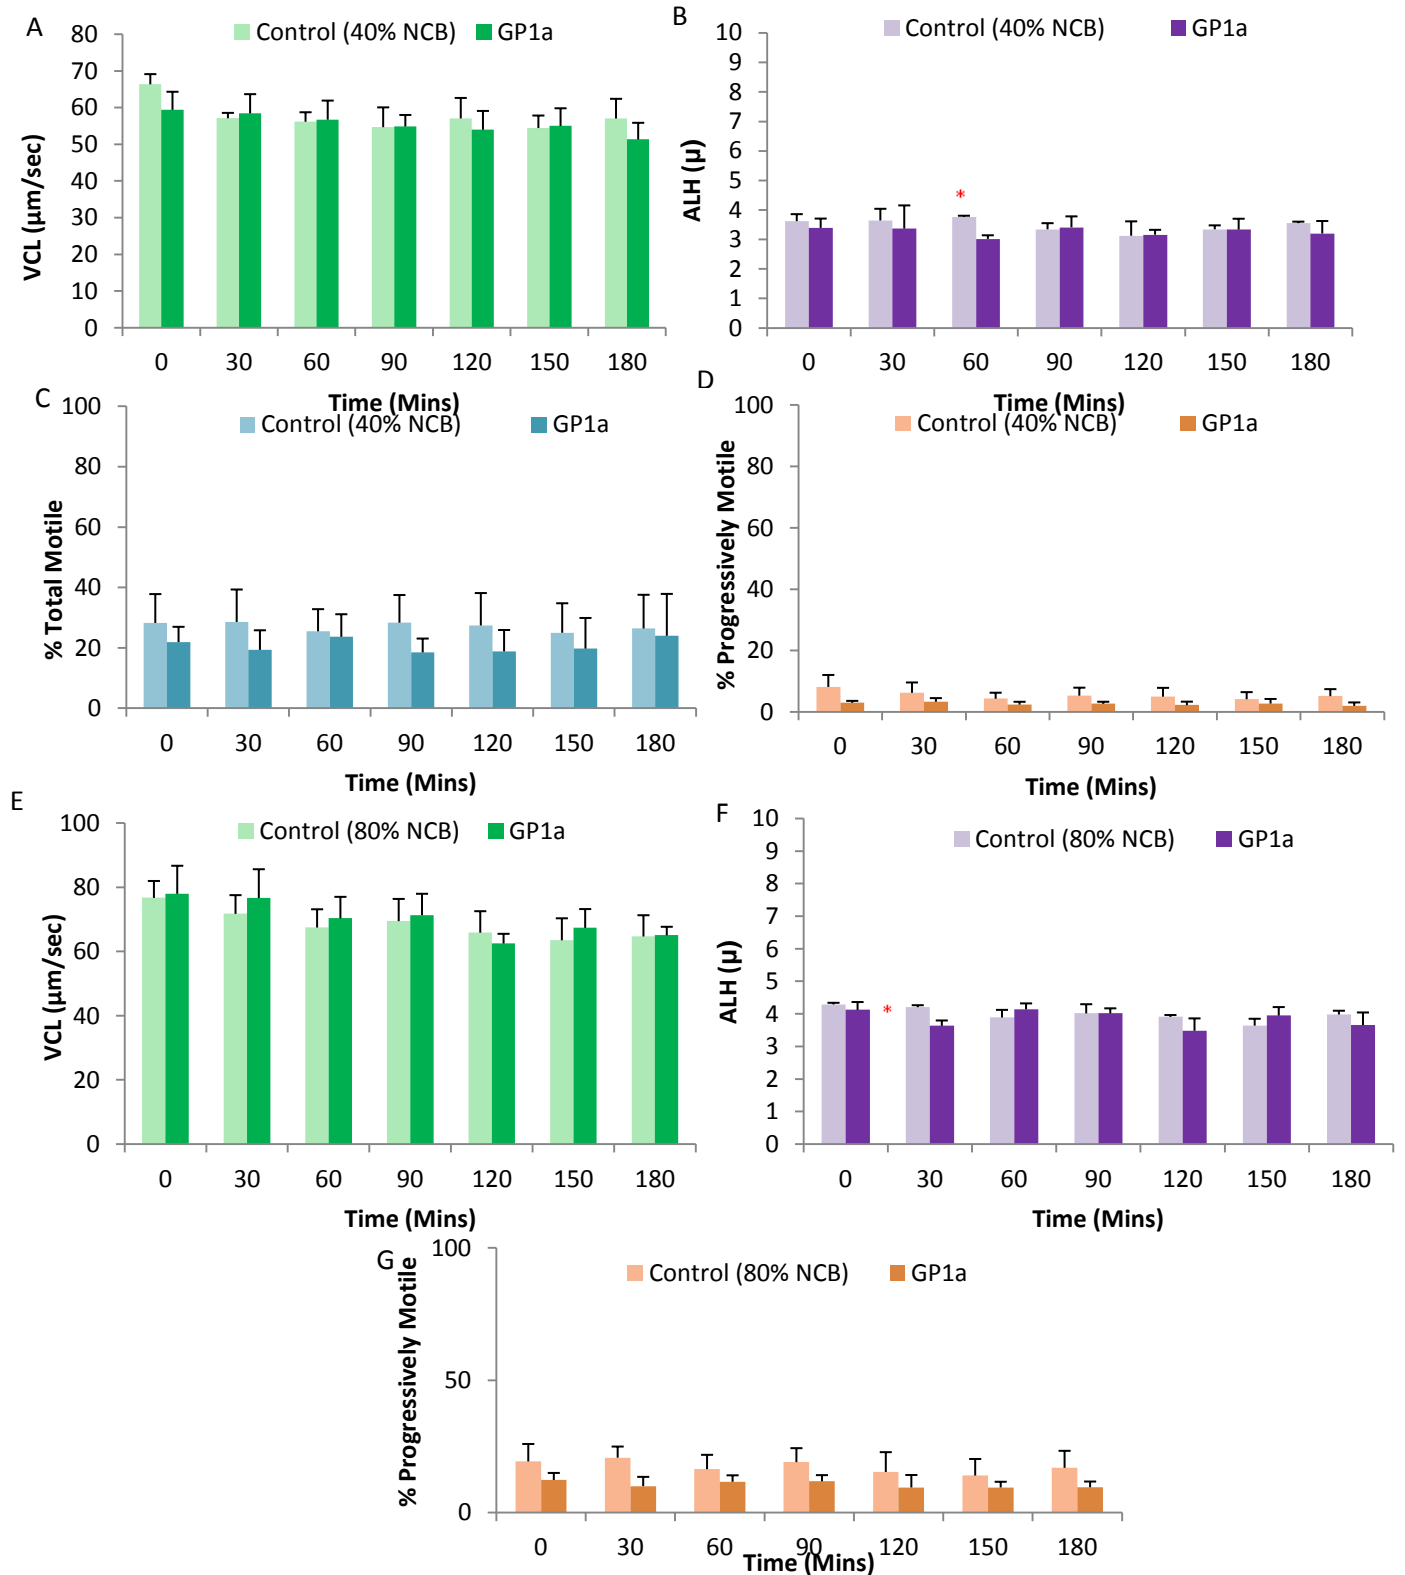 A
Control (40% NCB) GP1a
VCL (µm/sec)
80
70
60
50
40
30
20
10
0
0 30 60 90 120 150 180
Time (Mins)
B
Control (40% NCB) GP1a
ALH (µ)
10
9
8
7
6
5
4
3
2
1
0
*
0 30 60 90 120 150 180
Time (Mins)
C
Control (40% NCB) GP1a
% Total Motile
100
80
60
40
20
0
0 30 60 90 120 150 180
Time (Mins)
D
Control (40% NCB) GP1a
% Progressively Motile
100
80
60
40
20
0
0 30 60 90 120 150 180
Time (Mins)
E
Control (80% NCB) GP1a
VCL (µm/sec)
100
80
60
40
20
0
0 30 60 90 120 150 180
Time (Mins)
F
Control (80% NCB) GP1a
ALH (µ)
10
9
8
7
6
5
4
3
2
1
0
*
0 30 60 90 120 150 180
Time (Mins)
G
Control (80% NCB) GP1a
% Progressively Motile
100
50
0
0 30 60 90 120 150 180
Time (Mins)